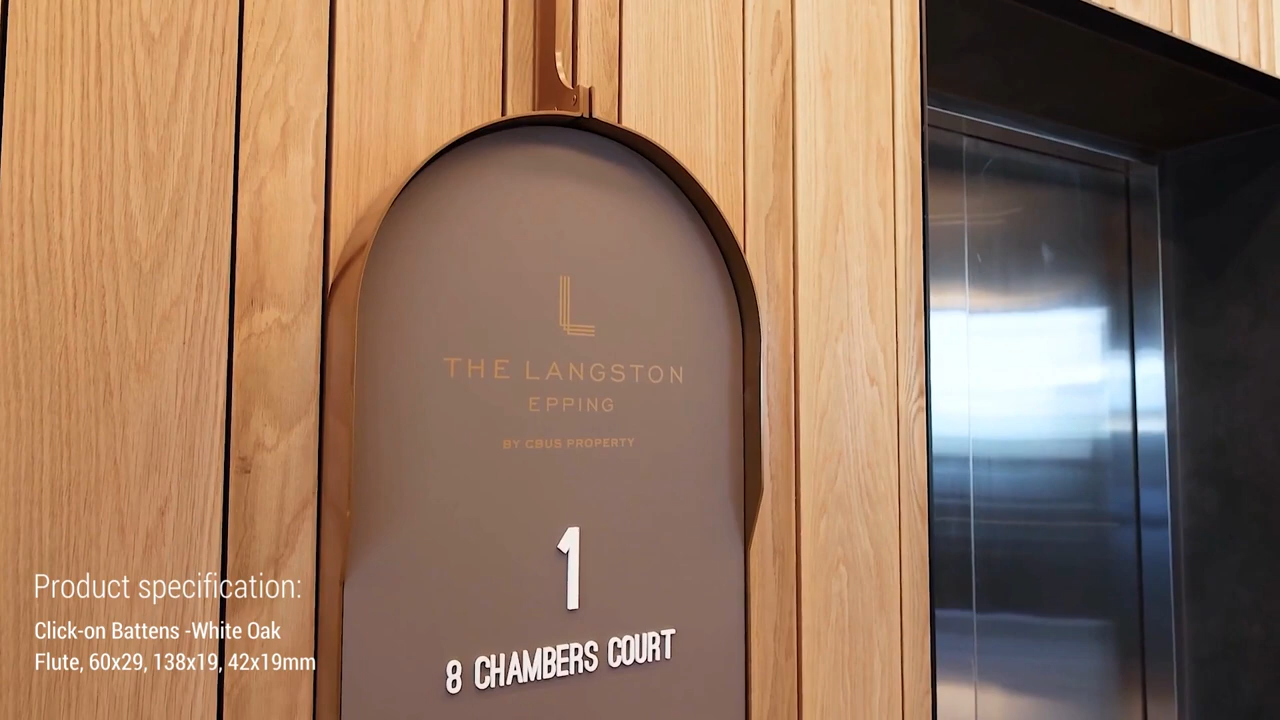 L
THE LANGSTON
EPPING
BY CBUS PROPERTY
1
8 CHAMBERS COURT
Product specification:
Click-on Battens -White Oak
Flute, 60x29, 138x19, 42x19mm